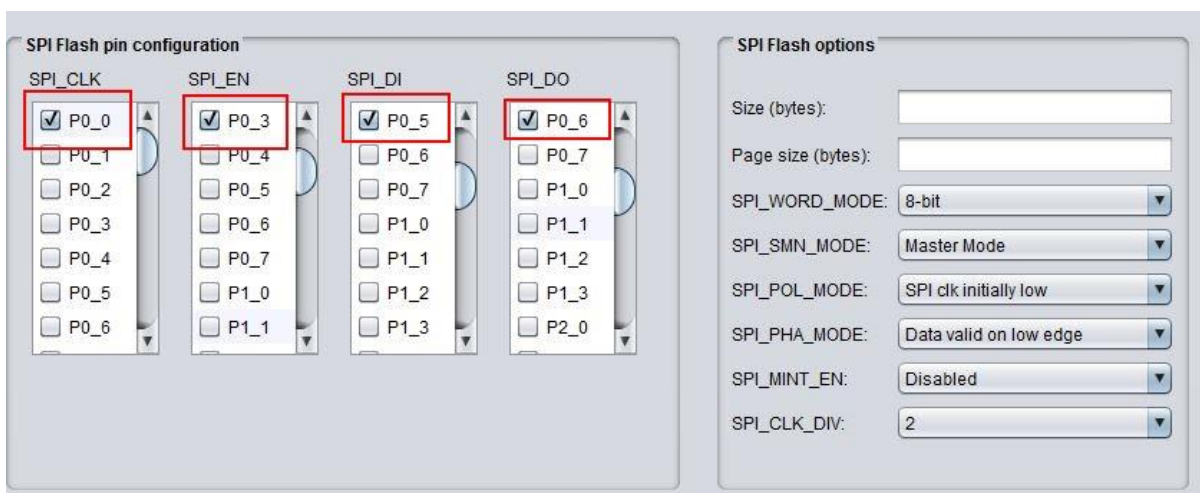 SPI Flash pin configuration
SPI_CLK
SPI_EN
SPI_DI
SPI_DO
P0_0
P0_1
P0_2
P0_3
P0_4
P0_5
P0_6
P0_3
P0_4
P0_5
P0_6
P0_7
P1_0
P1_1
P0_5
P0_6
P0_7
P1_0
P1_1
P1_2
P1_3
P0_6
P0_7
P1_0
P1_1
P1_2
P1_3
P2_0
SPI Flash options
Size (bytes):
Page size (bytes):
SPI_WORD_MODE: 8-bit
SPI_SMN_MODE: Master Mode
SPI_POL_MODE: SPI clk initially low
SPI_PHA_MODE: Data valid on low edge
SPI_MINT_EN: Disabled
SPI_CLK_DIV: 2